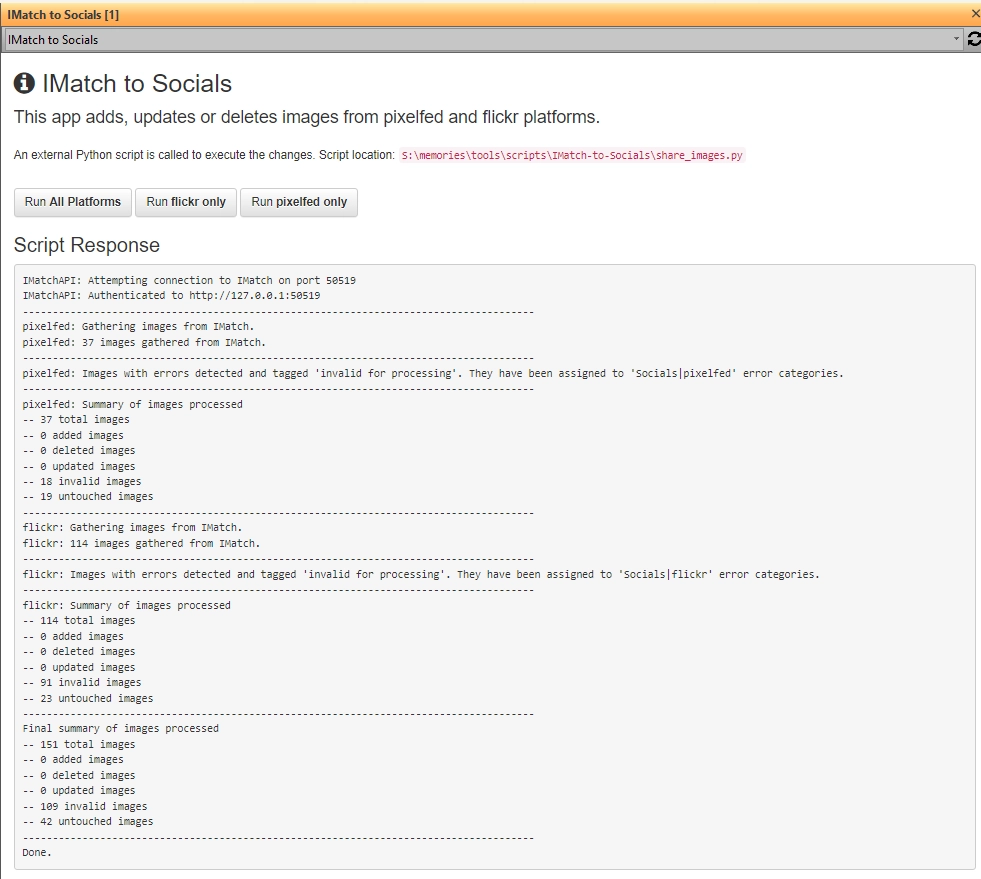 IMatch to Socials [1]
IMatch to Socials
IMatch to Socials
This app adds, updates or deletes images from pixelfed and flickr platforms.
An external Python script is called to execute the changes. Script location: S:\memories\tools\scripts\IMatch-to-Socials\share_images.py
Run All Platforms Run flickr only Run pixelfed only
Script Response
IMatchAPI: Attempting connection to IMatch on port 50519
IMatchAPI: Authenticated to http://127.0.0.1:50519
--------------------------------------------------------------------------------------
pixelfed: Gathering images from IMatch.
pixelfed: 37 images gathered from IMatch.
--------------------------------------------------------------------------------------
pixelfed: Images with errors detected and tagged 'invalid for processing'. They have been assigned to 'Socials|pixelfed' error categories.
--------------------------------------------------------------------------------------
pixelfed: Summary of images processed
-- 37 total images
-- 0 added images
-- 0 deleted images
-- 0 updated images
-- 18 invalid images
-- 19 untouched images
--------------------------------------------------------------------------------------
flickr: Gathering images from IMatch.
flickr: 114 images gathered from IMatch.
--------------------------------------------------------------------------------------
flickr: Images with errors detected and tagged 'invalid for processing'. They have been assigned to 'Socials|flickr' error categories.
--------------------------------------------------------------------------------------
flickr: Summary of images processed
-- 114 total images
-- 0 added images
-- 0 deleted images
-- 0 updated images
-- 91 invalid images
-- 23 untouched images
--------------------------------------------------------------------------------------
Final summary of images processed
-- 151 total images
-- 0 added images
-- 0 deleted images
-- 0 updated images
-- 109 invalid images
-- 42 untouched images
--------------------------------------------------------------------------------------
Done.